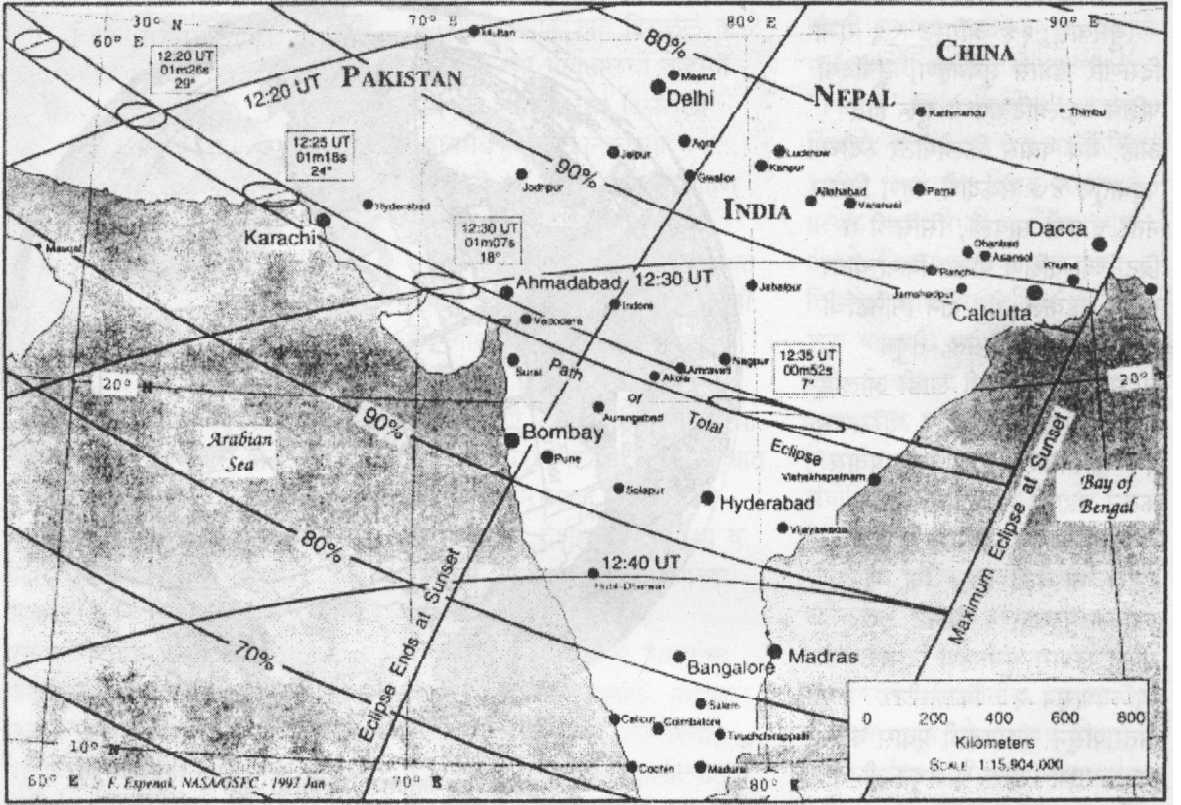 30° N
60° E
70° E
80° E
90° E
Multan
80%
CHINA
12:20 UT
01m26s
29°
PAKISTAN
12:20 UT
Meerut
Delhi
NEPAL
Kathmandu
Thimbu
12:25 UT
01m18s
24°
Jaipur
Agra
90%
Lucknow
Kanpur
Gwalior
Jodhpur
Allahabad
Varanasi
Patna
Hyderabad
INDIA
Karachi
Muscat
12:30 UT
01m07s
18°
Dacca
Dhanbad
Asansol
Ranchi
Khulna
Ahmadabad
12:30 UT
Jabalpur
Jamshedpur
Calcutta
Indore
Vadodara
Surat
Nagpur
Amravati
Akola
12:35 UT
00m52s
7°
20° N
20°
Path
or
Total
Eclipse
Aurangabad
90%
Arabian
Sea
Bombay
Pune
Vishakhapatnam
Bay of
Bengal
Solapur
Hyderabad
Vijayawada
80%
12:40 UT
Hubli-Dharwar
Eclipse Ends at Sunset
Maximum Eclipse at Sunset
70%
Bangalore
Madras
Salem
Calicut
Coimbatore
Tiruchchirappalli
Cochin
Madurai
10° N
60° E
70° E
80° E
F. Espenak, NASA/GSFC - 1997 Jan
0 200 400 600 800
Kilometers
SCALE 1:15,904,000